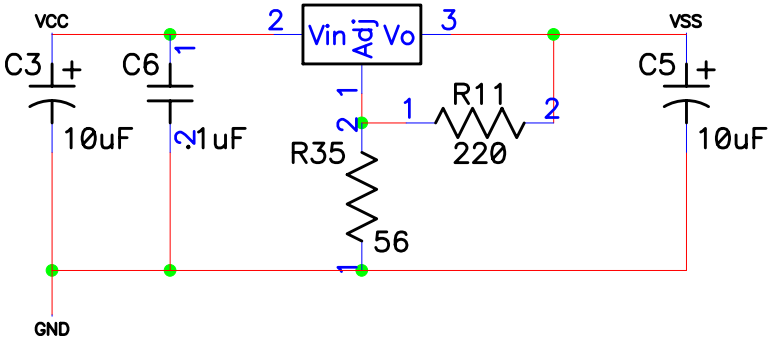 VCC
VSS
2
Vin
Adj
Vo
3
C3
+
1
C6
C5
+
1
1
R11
2
10uF
2
.1uF
2
R35
220
10uF
56
1
GND